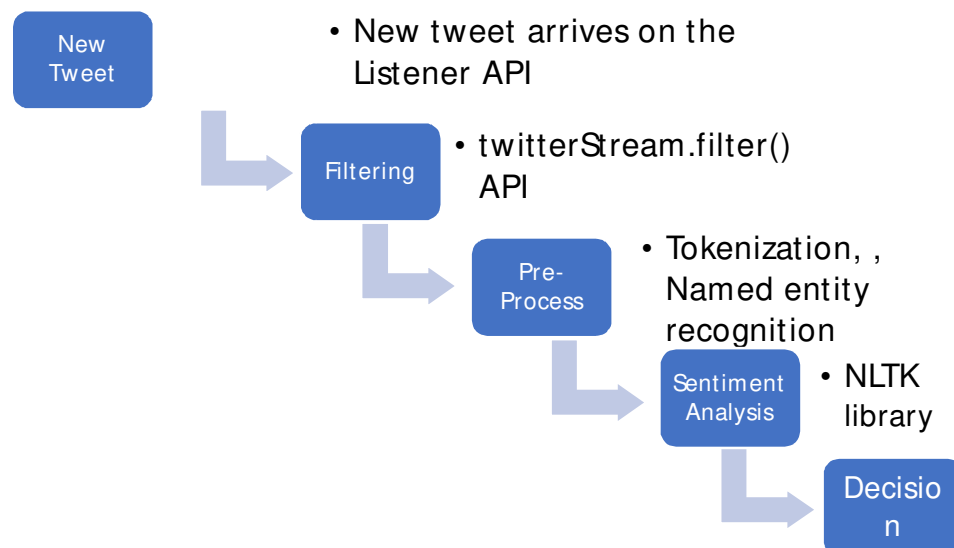 New
Tweet
• New tweet arrives on the
Listener API
Filtering
• twitterStream.filter()
API
Pre-
Process
• Tokenization, ,
Named entity
recognition
Sentiment
Analysis
• NLTK
library
Decisio
n